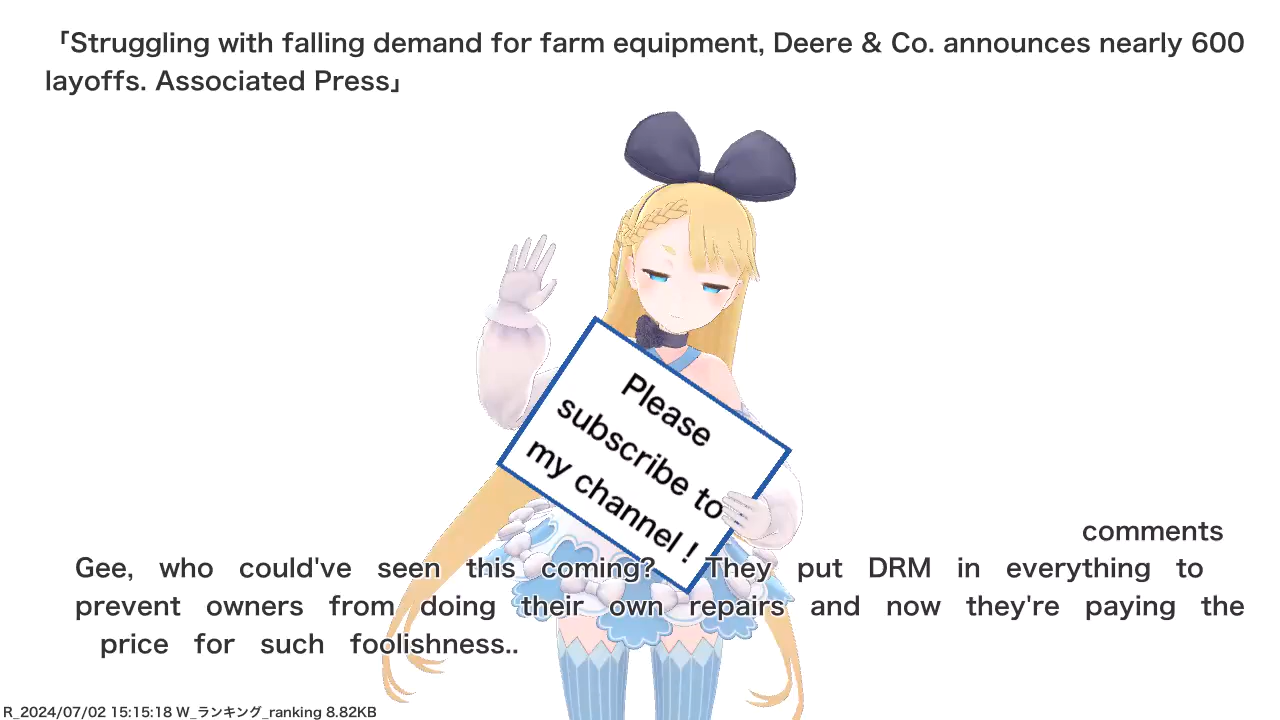 「Struggling with falling demand for farm equipment, Deere & Co. announces nearly 600
layoffs. Associated Press」
Please
subscribe to
my channel !
comments
Gee, who could've seen this coming? They put DRM in everything to
prevent owners from doing their own repairs and now they're paying the
price for such foolishness..
R_2024/07/02 15:15:18 W_ランキング_ranking 8.82KB